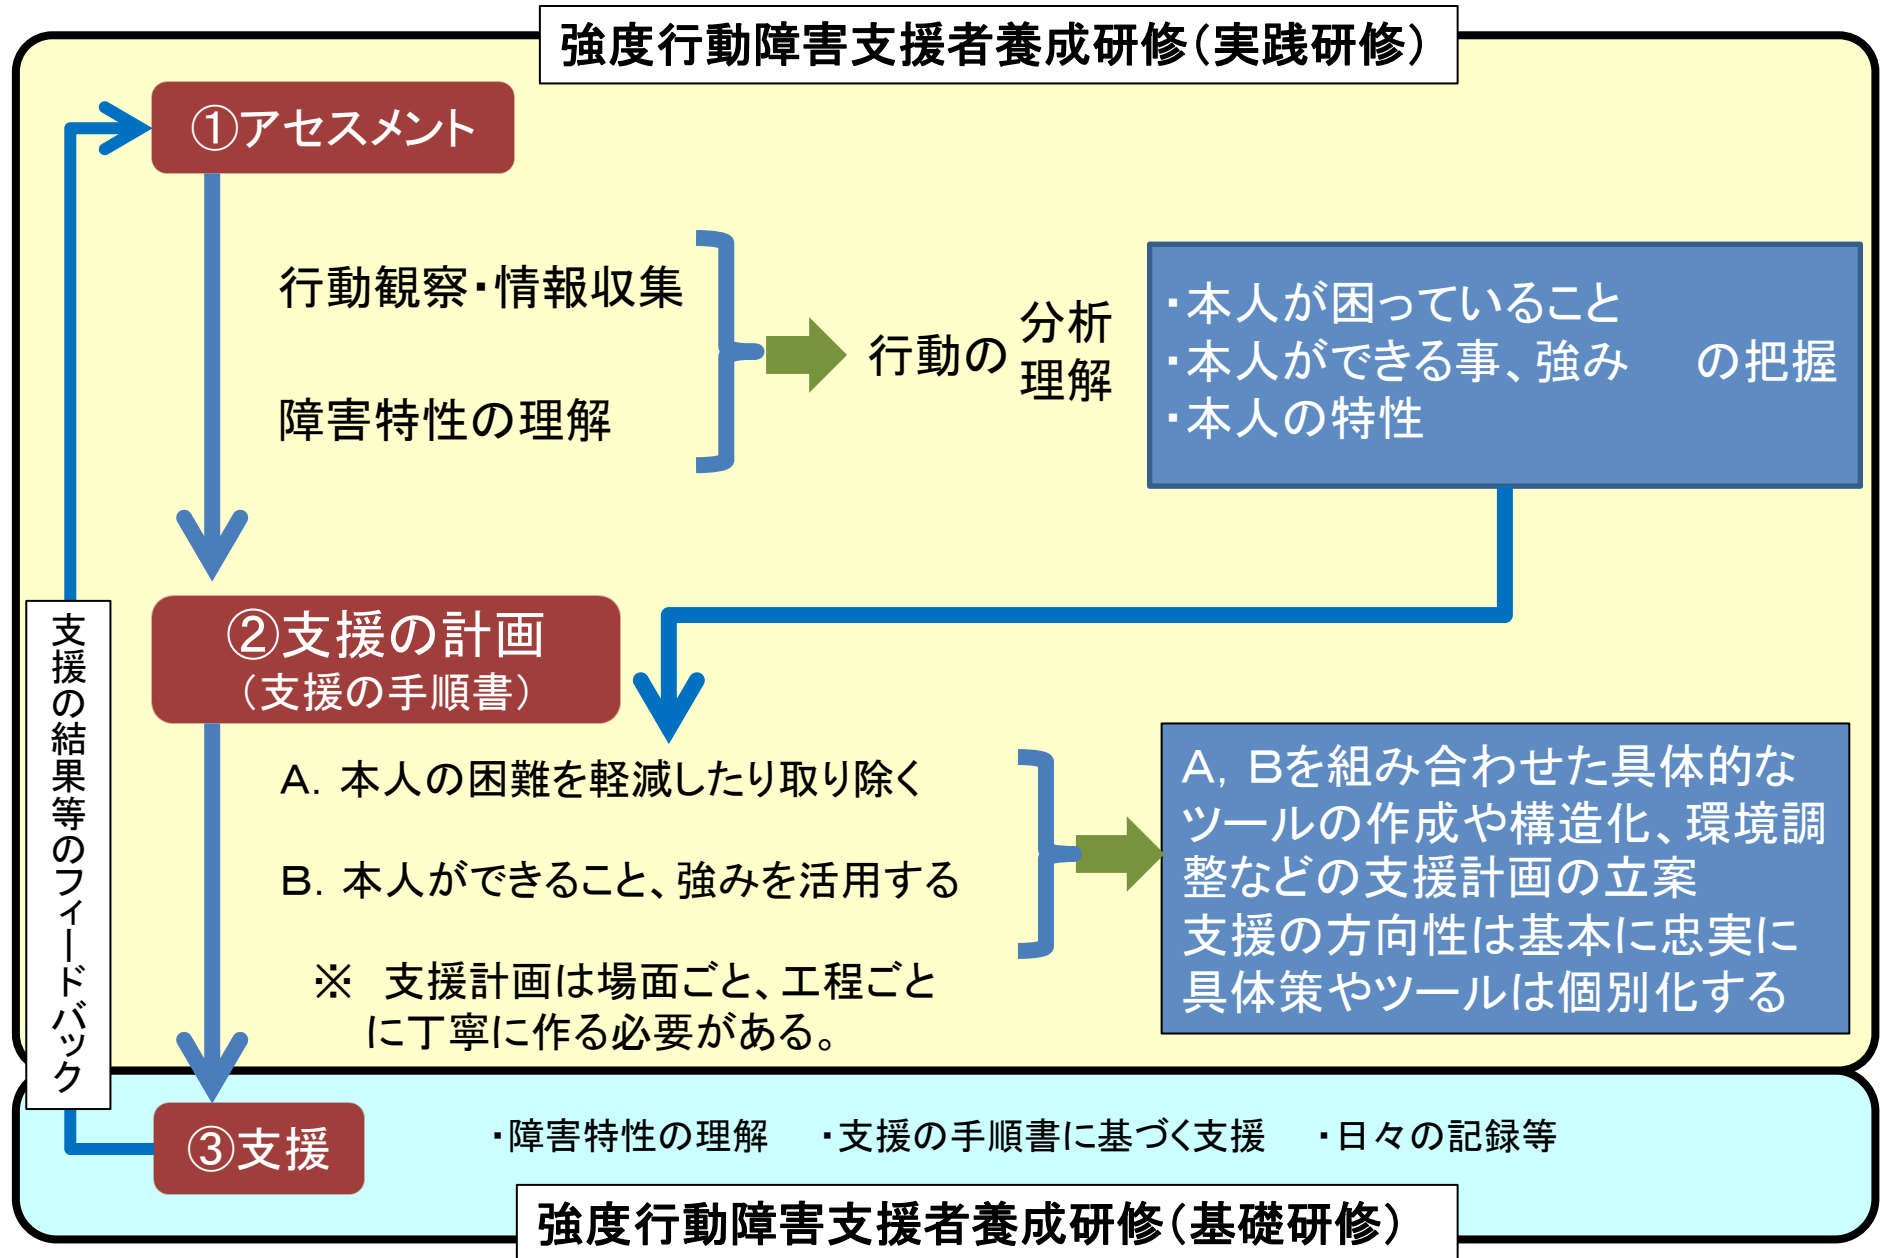 強度行動障害支援者養成研修(実践研修)
①アセスメント
行動観察・情報収集
障害特性の理解
行動の
分析
理解
・本人が困っていること
・本人ができる事、強み　の把握
・本人の特性
②支援の計画
(支援の手順書)
A. 本人の困難を軽減したり取り除く
B. 本人ができること、強みを活用する
※　支援計画は場面ごと、工程ごと
に丁寧に作る必要がある。
A, Bを組み合わせた具体的な
ツールの作成や構造化、環境調
整などの支援計画の立案
支援の方向性は基本に忠実に
具体策やツールは個別化する
支援の結果等のフィードバック
③支援
・障害特性の理解　・支援の手順書に基づく支援　・日々の記録等
強度行動障害支援者養成研修(基礎研修)